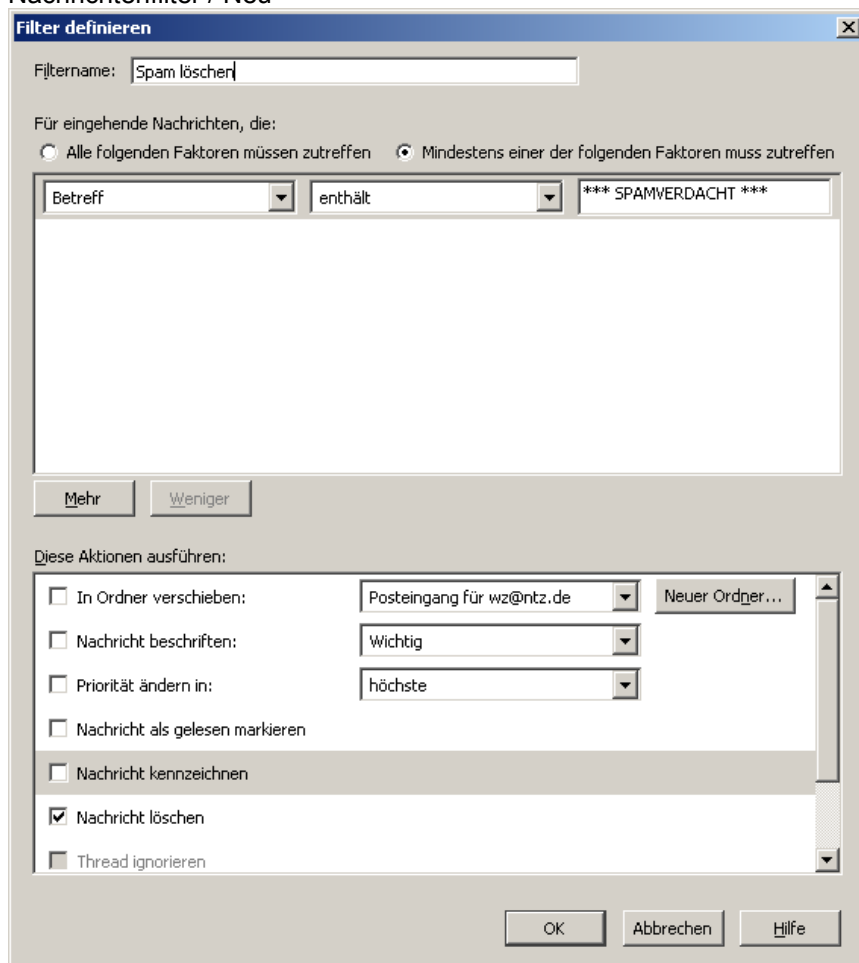 Nachrichtenfilter / Neu
Filter definieren
Filtername: Spam löschen
Für eingehende Nachrichten, die:
Alle folgenden Faktoren müssen zutreffen Mindestens einer der folgenden Faktoren muss zutreffen
Betreff enthält *** SPAMVERDACHT ***
Mehr Weniger
Diese Aktionen ausführen:
In Ordner verschieben: Posteingang für wz@ntz.de Neuer Ordner...
Nachricht beschriften: Wichtig
Priorität ändern in: höchste
Nachricht als gelesen markieren
Nachricht kennzeichnen
Nachricht löschen
Thread ignorieren
OK Abbrechen Hilfe